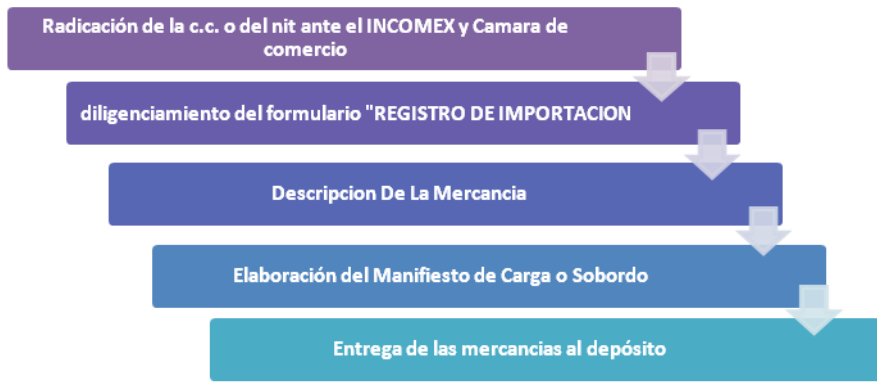 Radicación de la c.c. o del nit ante el INCOMEX y Camara de
comercio
diligenciamiento del formulario "REGISTRO DE IMPORTACION
Descripcion De La Mercancia
Elaboración del Manifiesto de Carga o Sobordo
Entrega de las mercancias al depósito